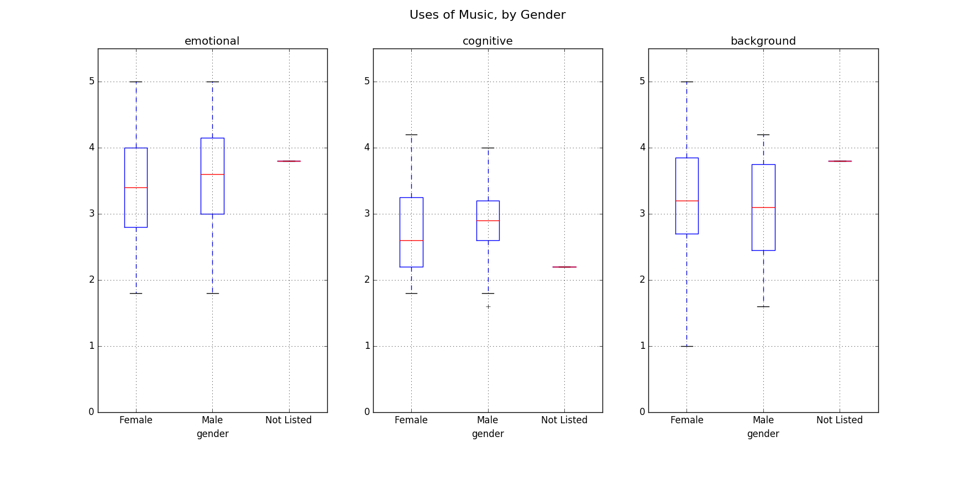 Uses of Music, by Gender
emotional
5
4
3
2
1
0
Female Male Not Listed
gender
cognitive
5
4
3
2
1
0
Female Male Not Listed
gender
background
5
4
3
2
1
0
Female Male Not Listed
gender